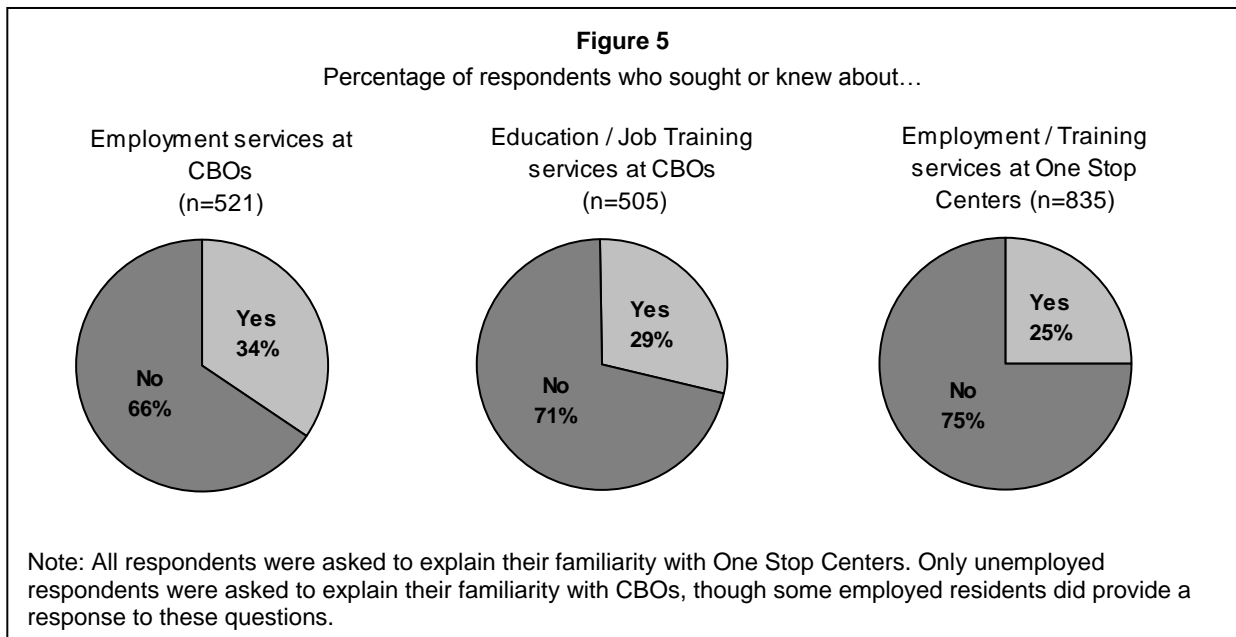 Figure 5
Percentage of respondents who sought or knew about…
Employment services at
CBOs
(n=521)
Yes
34%
No
66%
Education / Job Training
services at CBOs
(n=505)
Yes
29%
No
71%
Employment / Training
services at One Stop
Centers (n=835)
Yes
25%
No
75%
Note: All respondents were asked to explain their familiarity with One Stop Centers. Only unemployed
respondents were asked to explain their familiarity with CBOs, though some employed residents did provide a
response to these questions.